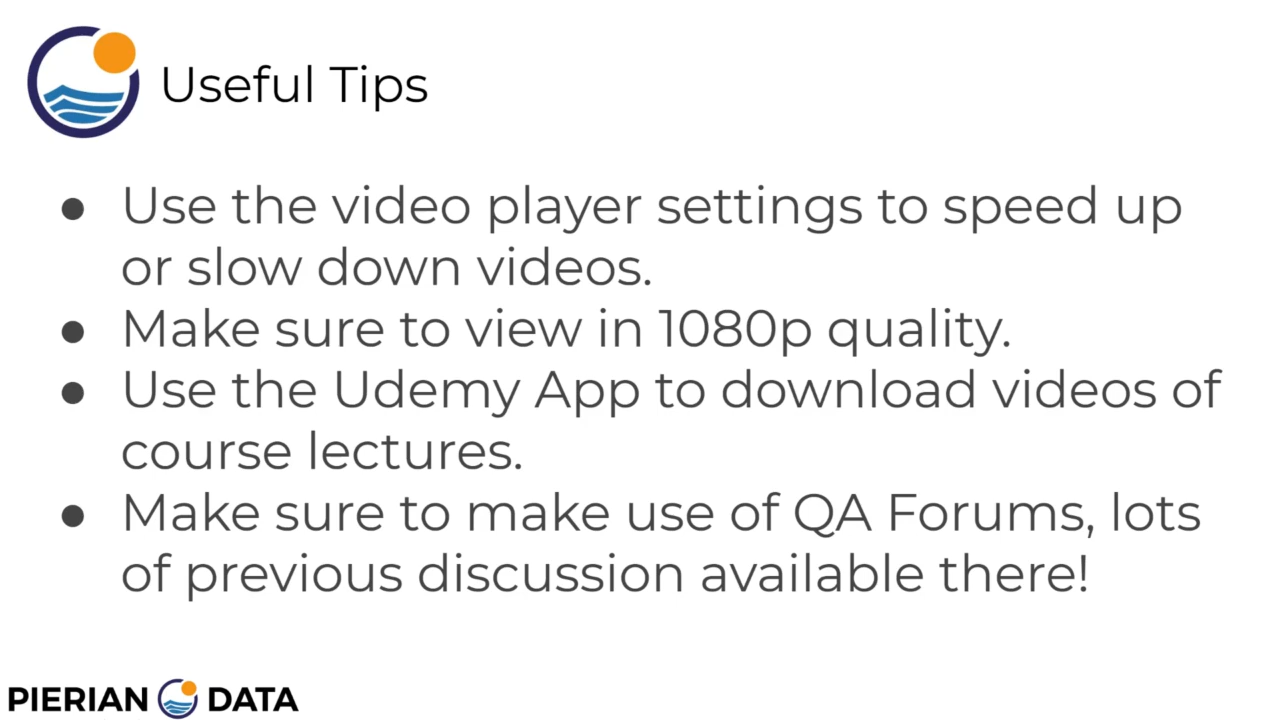 Useful Tips
● Use the video player settings to speed up
or slow down videos.
● Make sure to view in 1080p quality.
● Use the Udemy App to download videos of
course lectures.
● Make sure to make use of QA Forums, lots
of previous discussion available there!
PIERIAN DATA